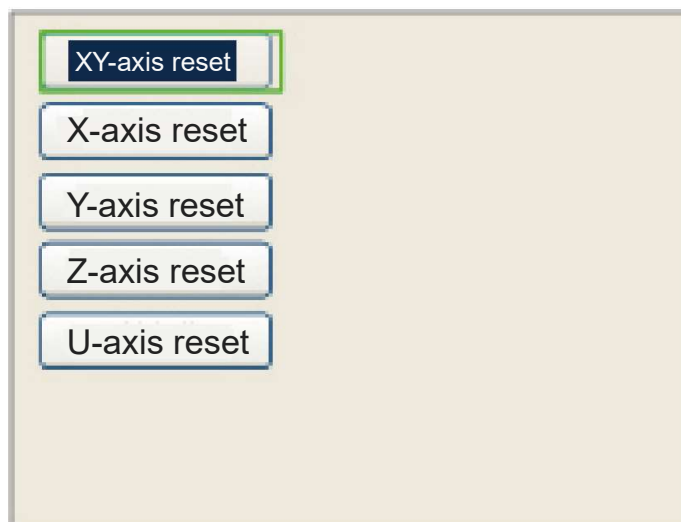 XY-axis reset
X-axis reset
Y-axis reset
Z-axis reset
U-axis reset